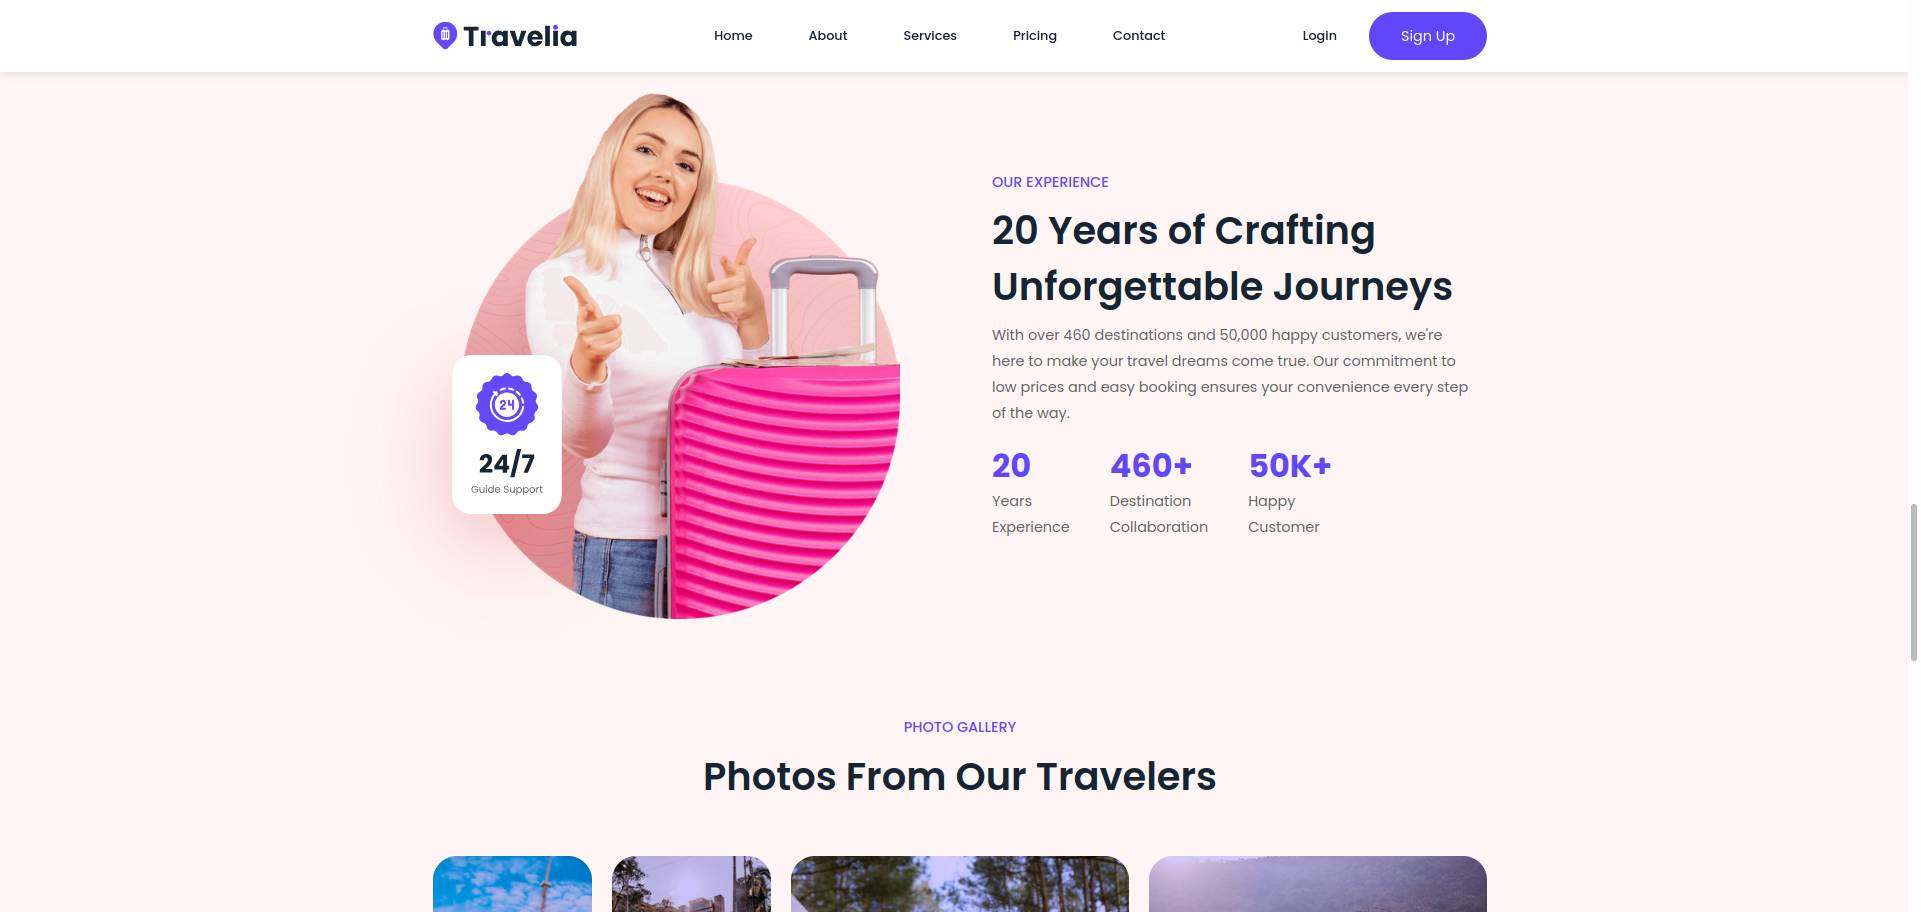 Travelia
Home About Services Pricing Contact Login Sign Up
OUR EXPERIENCE
20 Years of Crafting
Unforgettable Journeys
With over 460 destinations and 50,000 happy customers, we're
here to make your travel dreams come true. Our commitment to
low prices and easy booking ensures your convenience every step
of the way.
20 460+ 50K+
Years Destination Happy
Experience Collaboration Customer
24
24/7
Guide Support
PHOTO GALLERY
Photos From Our Travelers